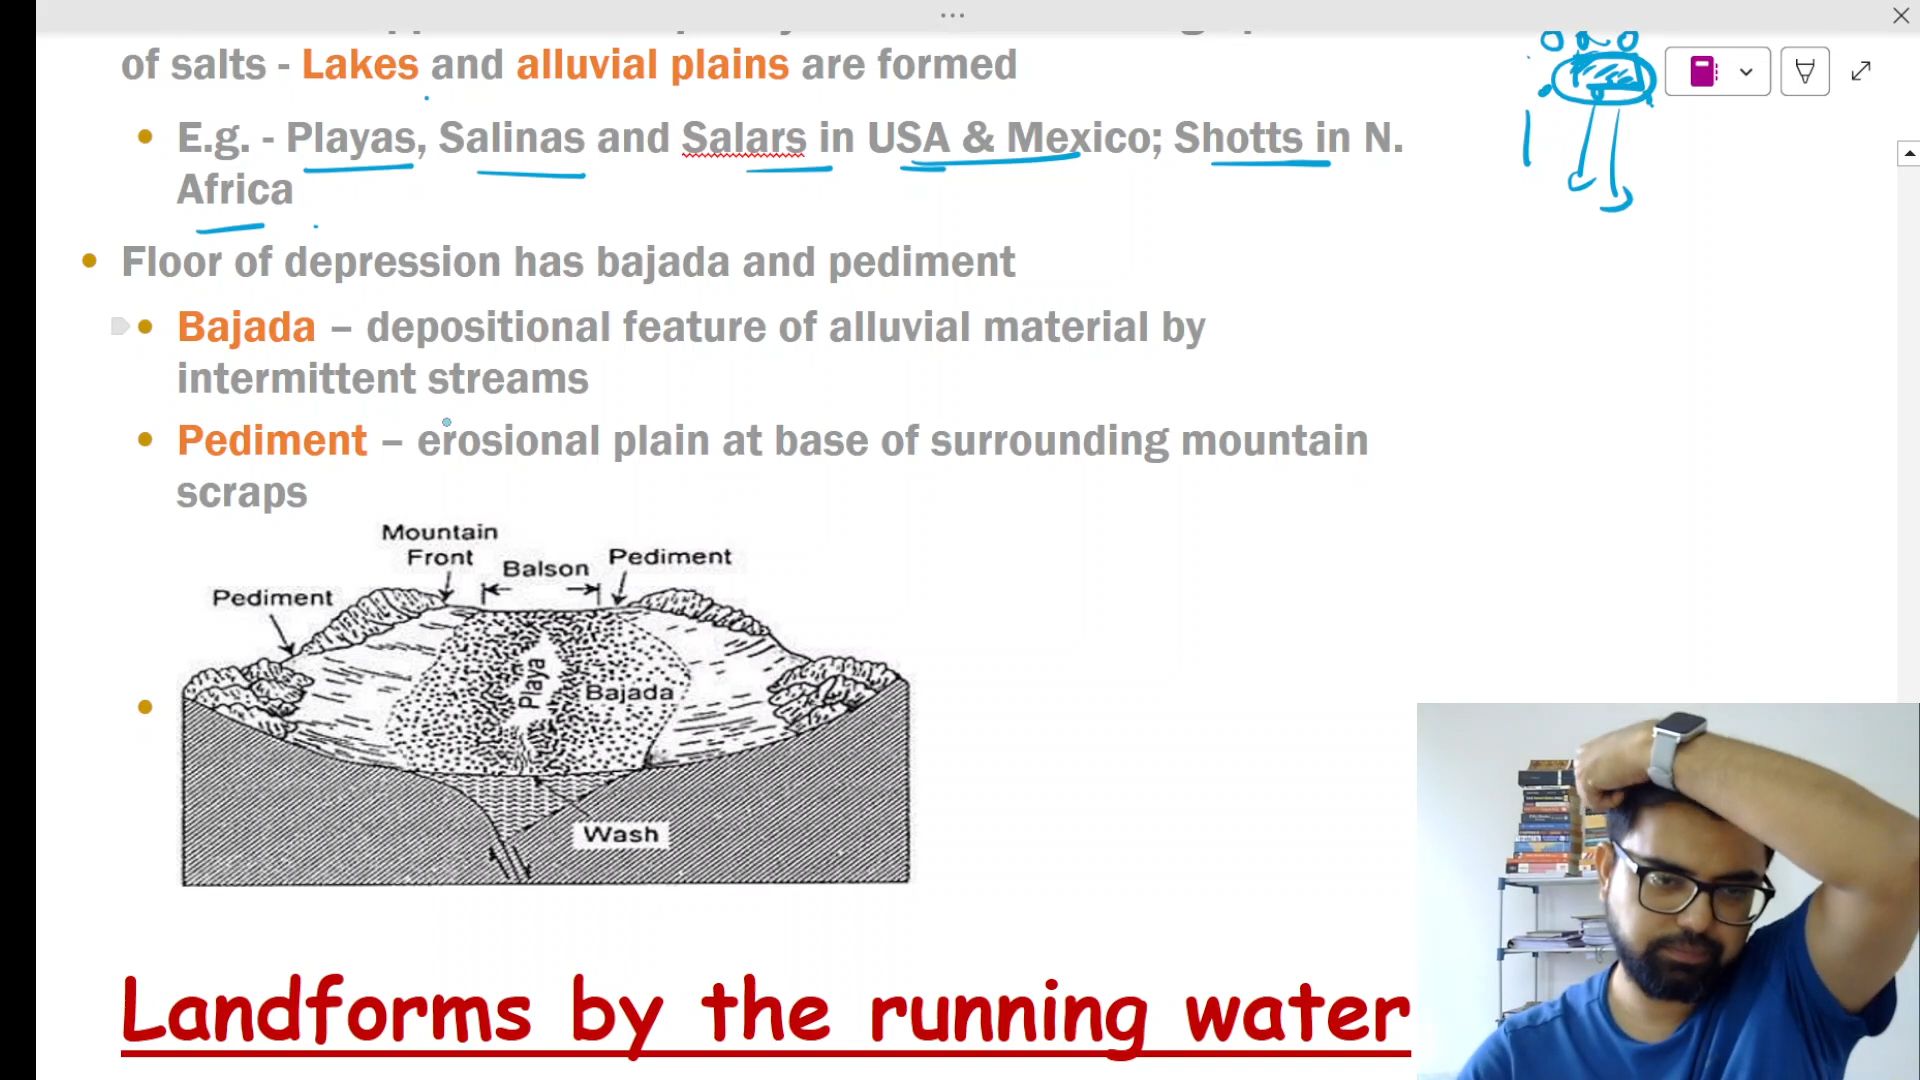 of salts - Lakes and alluvial plains are formed
E.g. - Playas, Salinas and Salars in USA & Mexico; Shotts in N.
Africa
Floor of depression has bajada and pediment
Bajada – depositional feature of alluvial material by
intermittent streams
Pediment – erosional plain at base of surrounding mountain
scraps
Mountain
Front
Balson
Pediment
Pediment
Playa
Bajada
Wash
Landforms by the running water